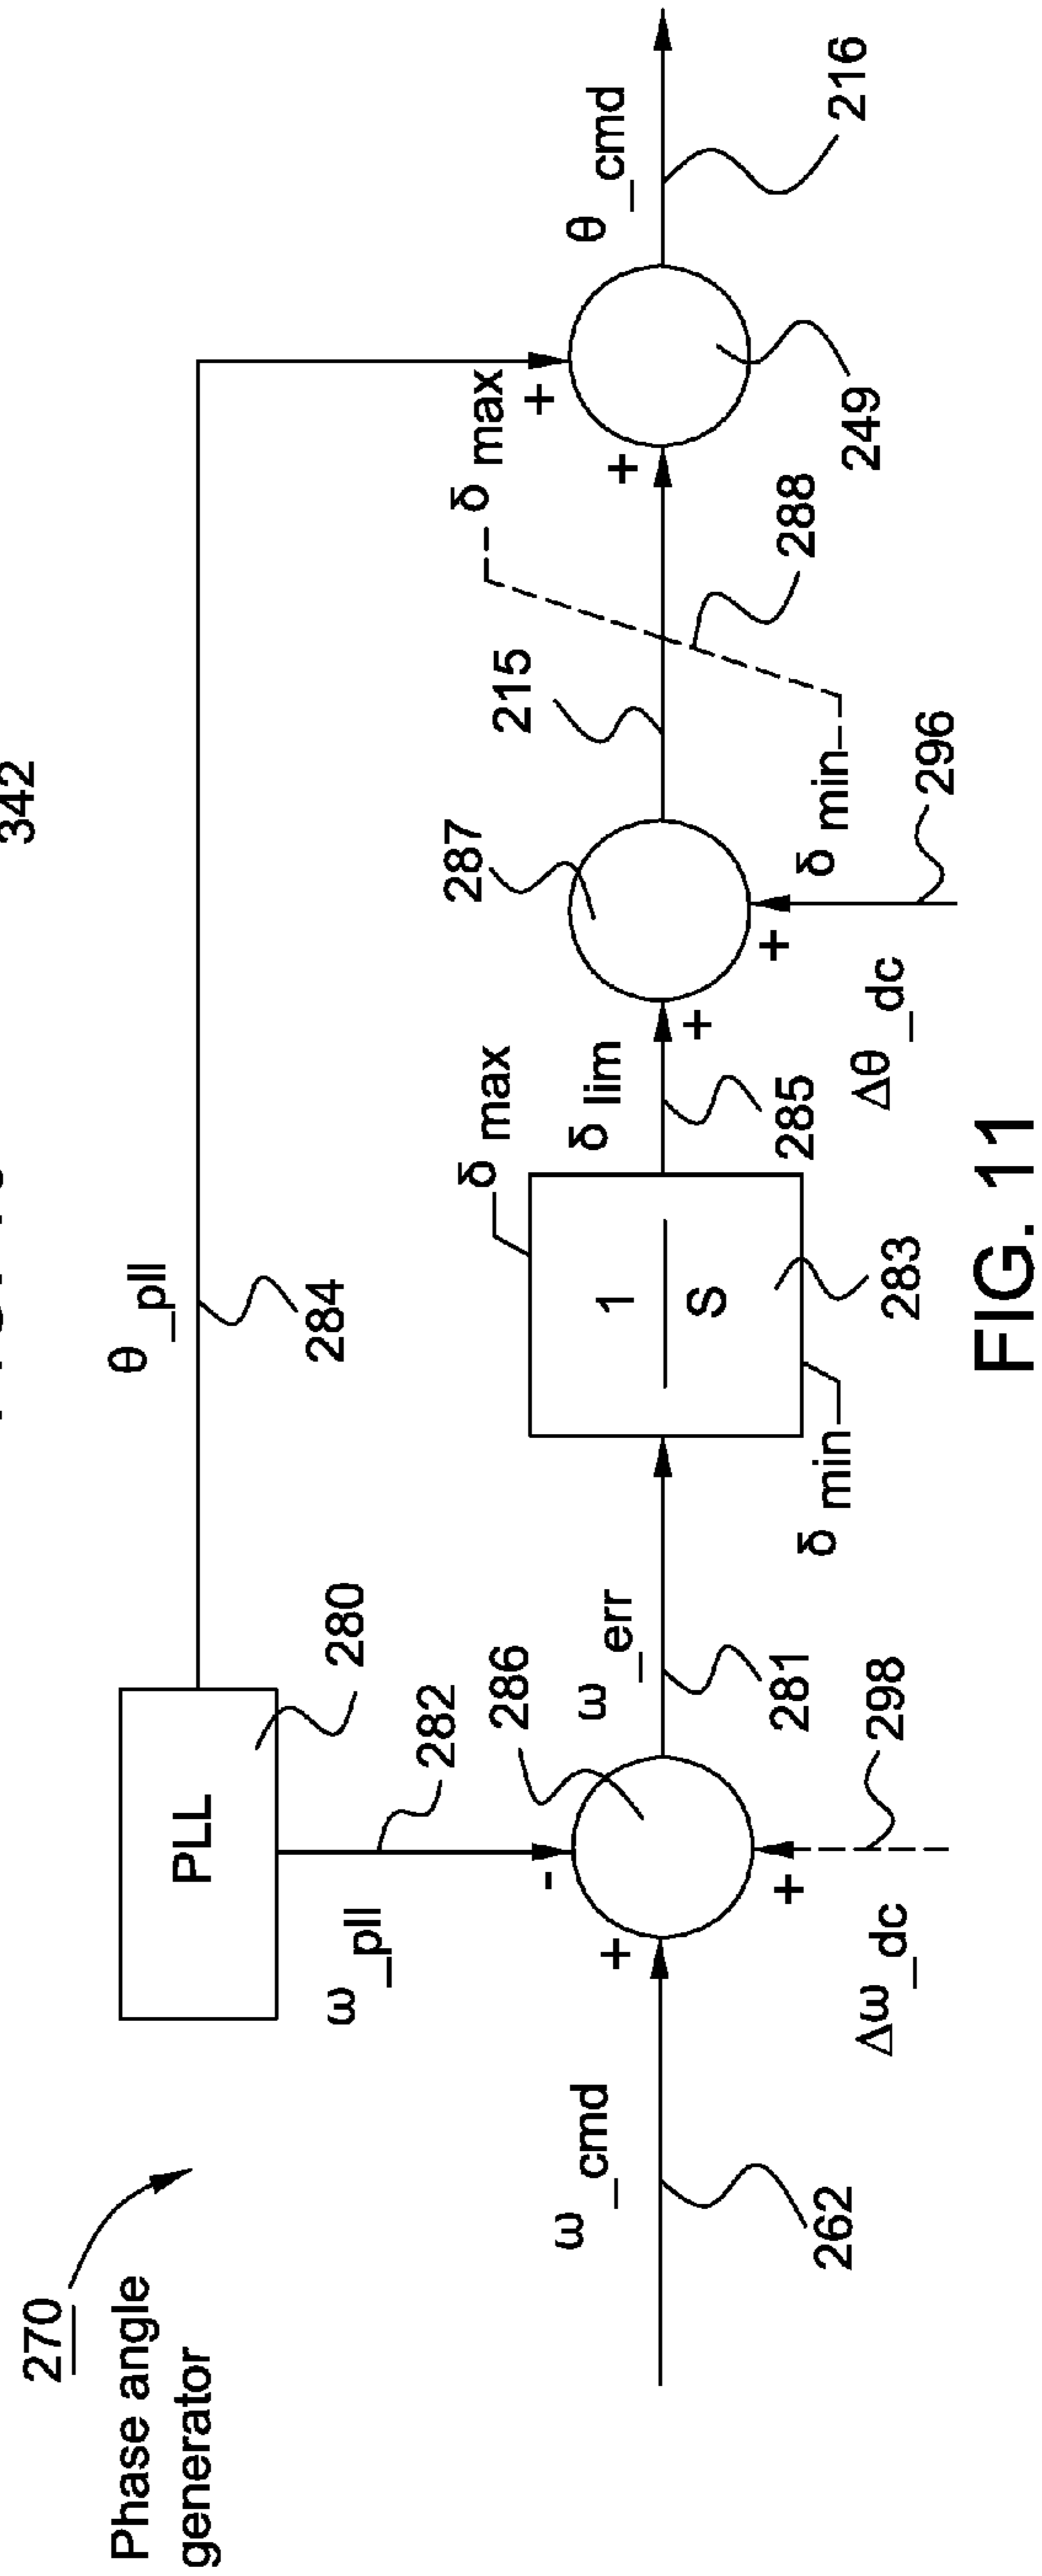 342
270
Phase angle
generator
PLL
280
θ_pll
284
ω_pll
282
286
ω_cmd
262
+
-
+
Δω_dc
298
ω_err
281
1
S
283
δ max
δ min
δ lim
285
287
+
+
Δθ_dc
296
215
δ max
δ min
288
+
+
249
θ_cmd
216
FIG. 11